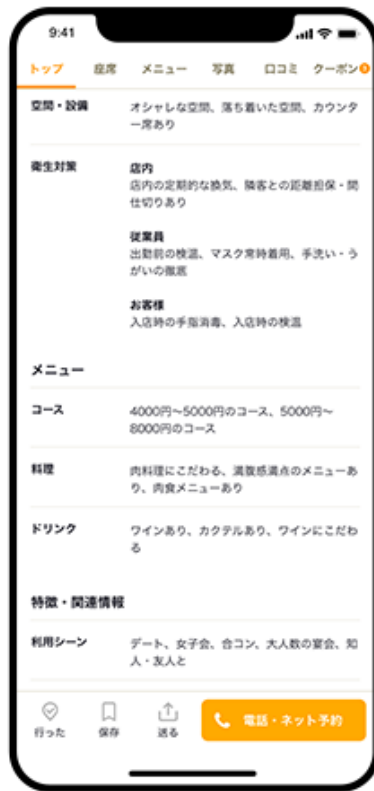 9:41
トップ 座席 メニュー 写真 口コミ クーポン
空間・設備
オシャレな空間、落ち着いた空間、カウンタ
ー席あり
衛生対策
店内
店内の定期的な換気、隣客との距離担保・間
仕切りあり
従業員
出勤前の検温、マスク常時着用、手洗い・う
がいの徹底
お客様
入店時の手指消毒、入店時の検温
メニュー
コース
4000円〜5000円のコース、5000円〜
8000円のコース
料理
肉料理にこだわる、満腹感満点のメニューあ
り、肉食メニューあり
ドリンク
ワインあり、カクテルあり、ワインにこだわ
る
特徴・関連情報
利用シーン
デート、女子会、合コン、大人数の宴会、知
人・友人と
行った 保存 送る 電話・ネット予約